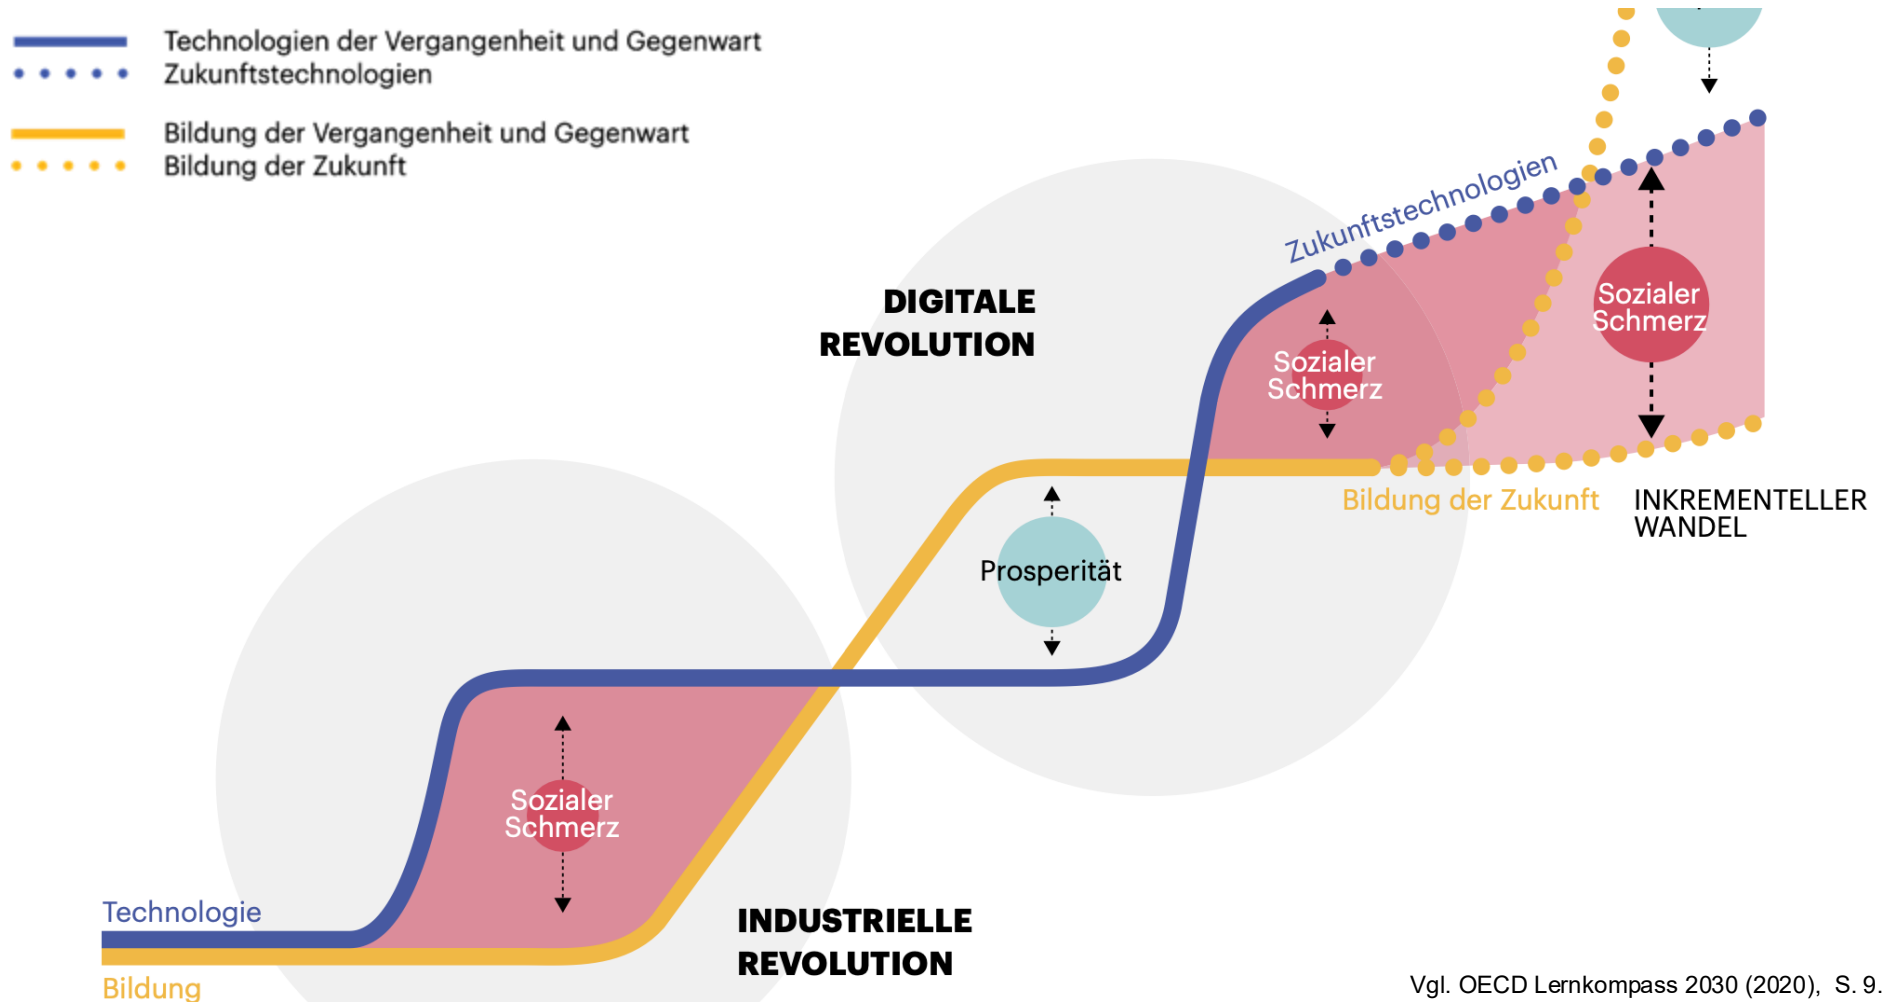 Technologien der Vergangenheit und Gegenwart
Zukunftstechnologien
Bildung der Vergangenheit und Gegenwart
Bildung der Zukunft
Zukunftstechnologien
DIGITALE
REVOLUTION
Sozialer
Schmerz
Sozialer
Schmerz
Bildung der Zukunft
INKREMENTELLER
WANDEL
Prosperität
Sozialer
Schmerz
Technologie
Bildung
INDUSTRIELLE
REVOLUTION
Vgl. OECD Lernkompass 2030 (2020), S. 9.